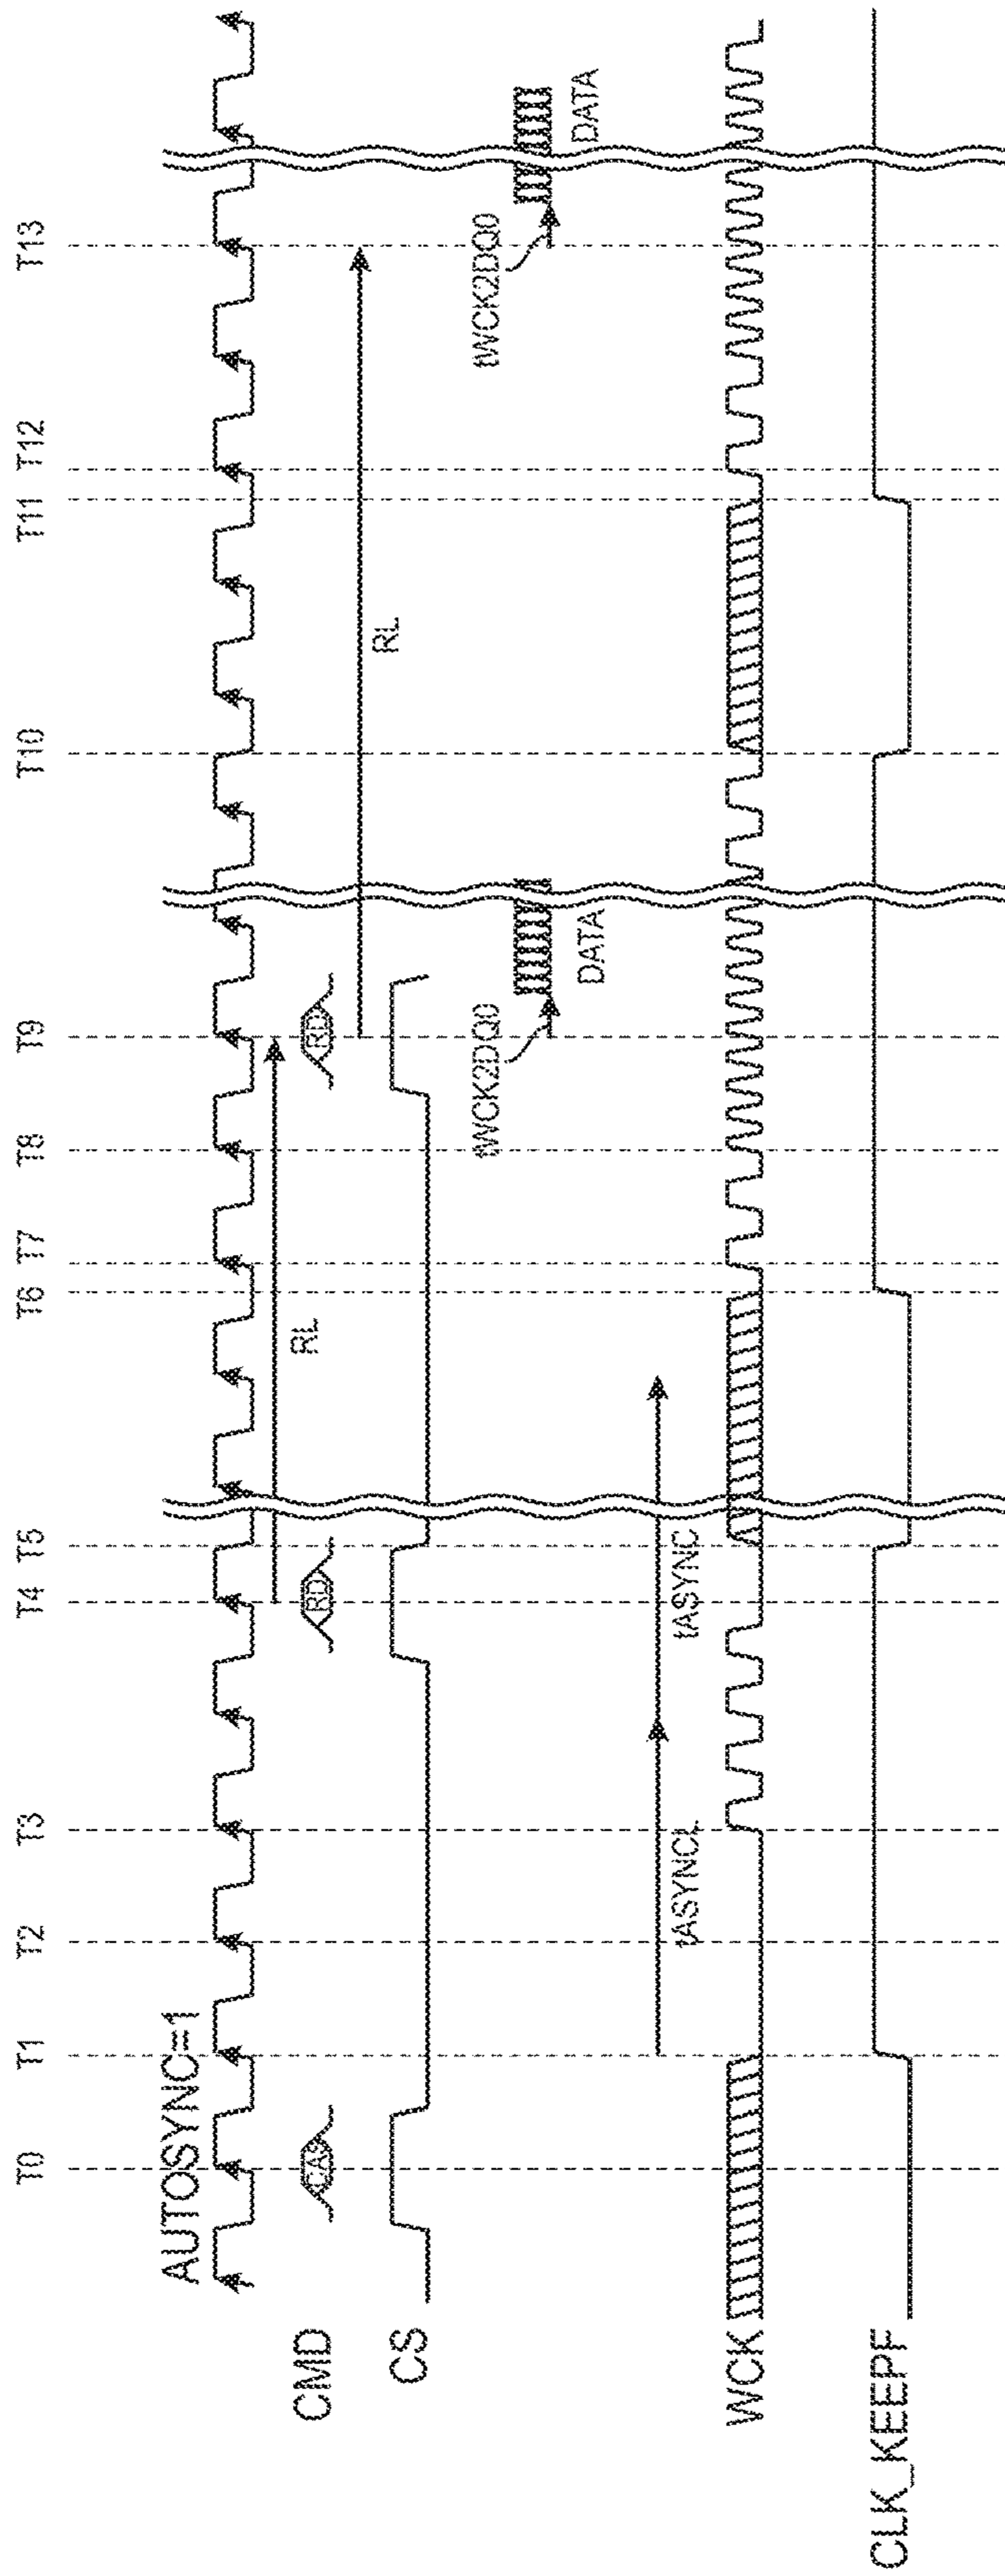 T0 T1 T2 T3 T4 T5 T6 T7 T8 T9 T10 T11 T12 T13
AUTOSYNC=1
RL
CMD CAS RD RD
RL
CS
tWCK2DQ0 tWCK2DQ0
DATA DATA
tASYNCL tASYNC
WCK
CLK_KEEPF